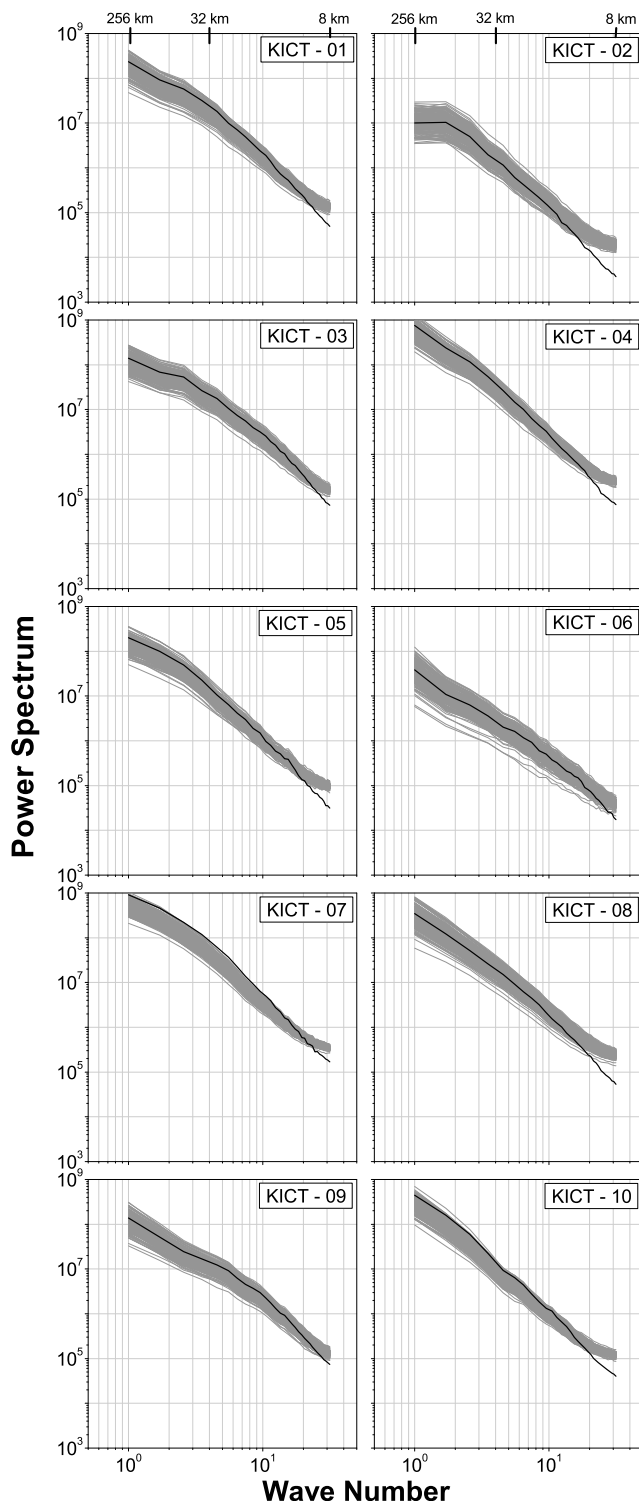 256 km 32 km 8 km 256 km 32 km 8 km
10^9 KICT - 01 KICT - 02
10^7
10^5
10^3
10^9 KICT - 03 KICT - 04
10^7
10^5
10^3
10^9 KICT - 05 KICT - 06
10^7
10^5
10^3
10^9 KICT - 07 KICT - 08
10^7
10^5
10^3
10^9 KICT - 09 KICT - 10
10^7
10^5
10^3
10^0 10^1 10^0 10^1
Power Spectrum
Wave Number